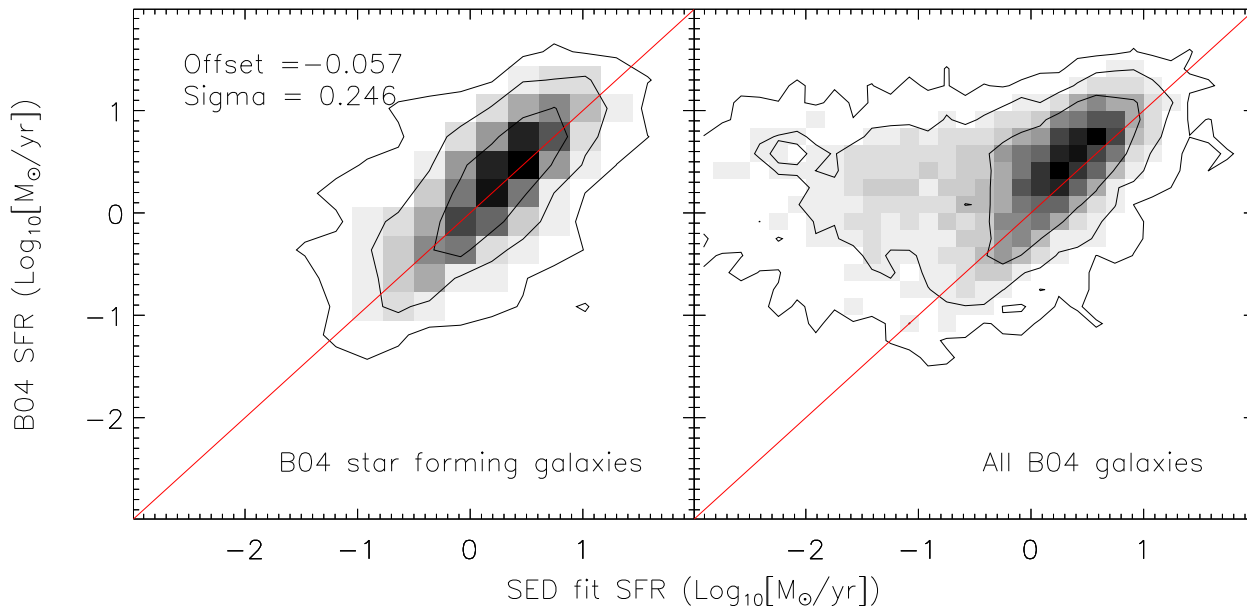 Offset =−0.057
Sigma = 0.246
B04 star forming galaxies
All B04 galaxies
1
0
−1
−2
B04 SFR (Log₁₀[M⊙/yr])
−2 −1 0 1 −2 −1 0 1
SED fit SFR (Log₁₀[M⊙/yr])